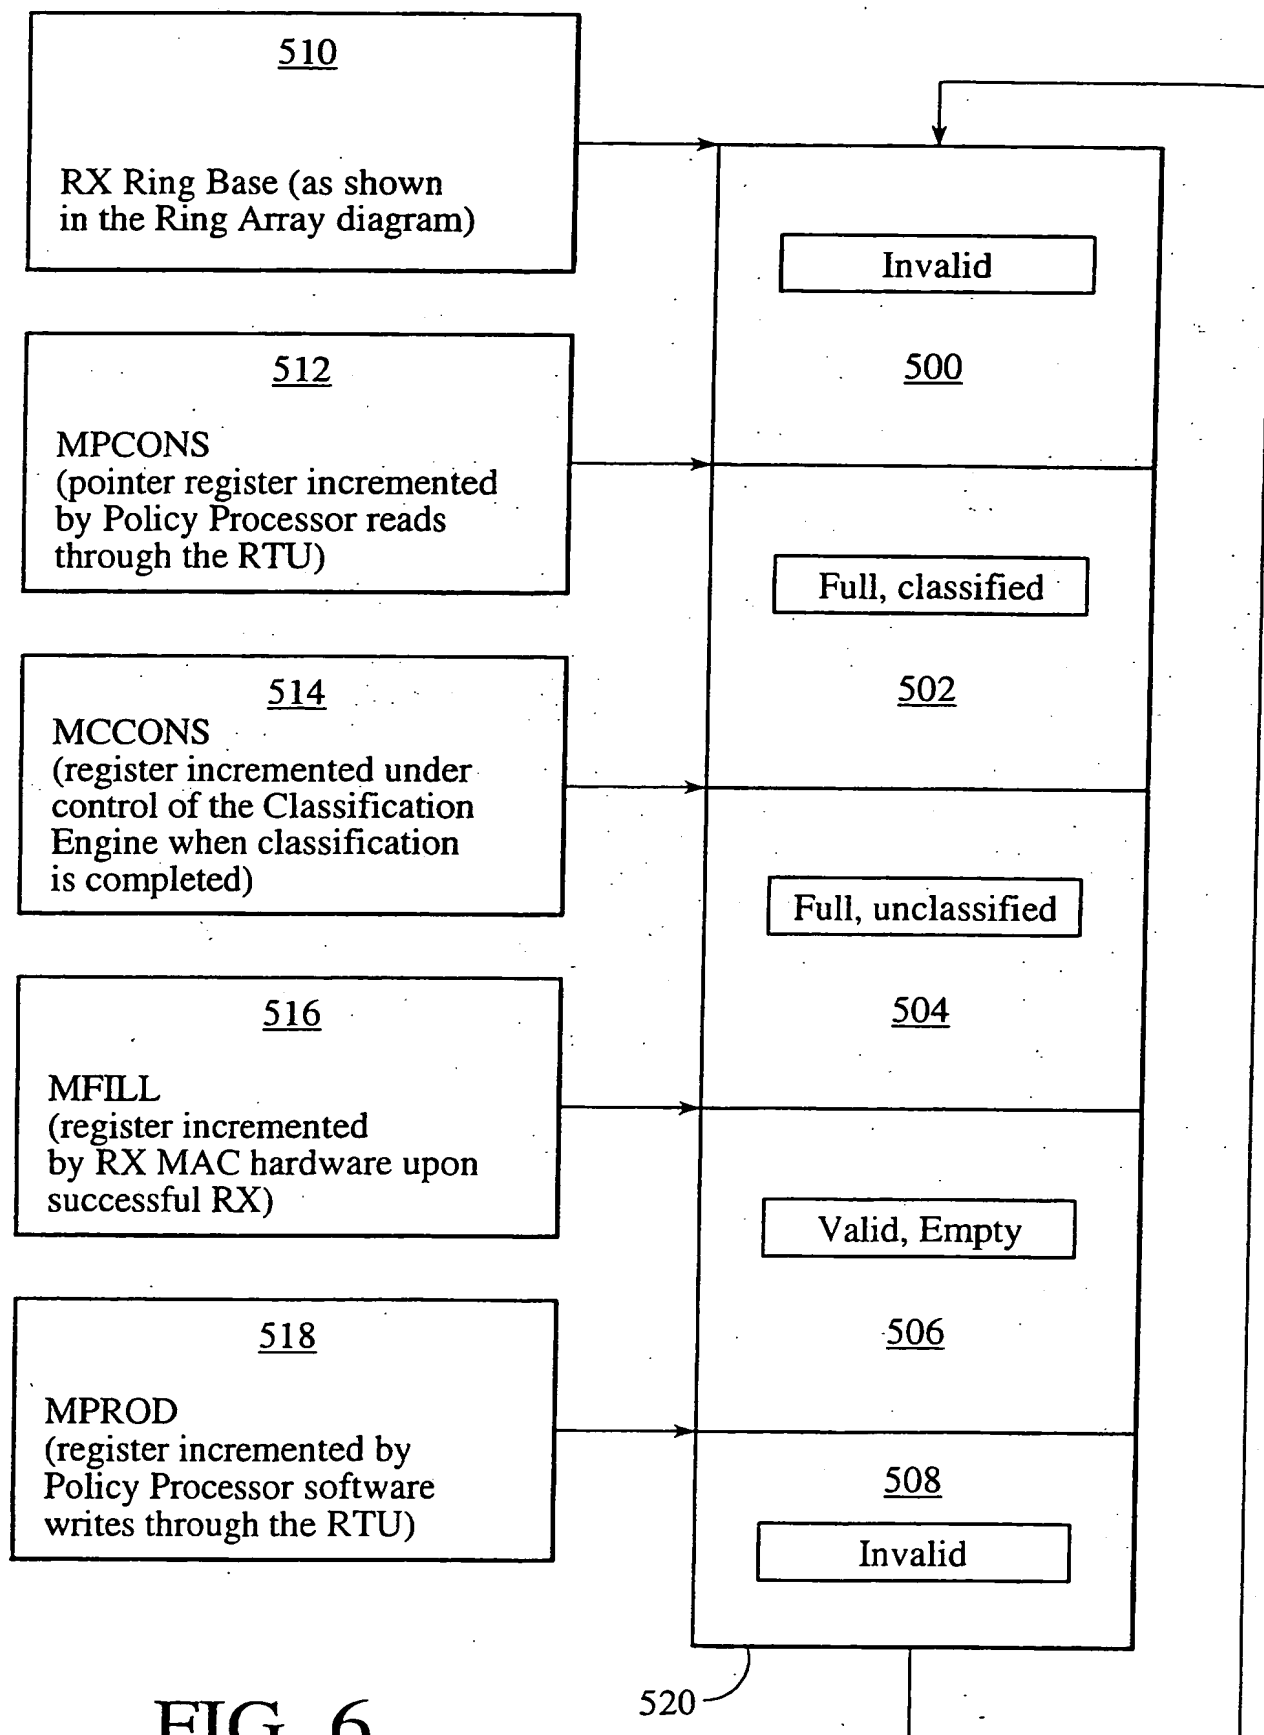 510
RX Ring Base (as shown
in the Ring Array diagram)
Invalid
500
512
MPCONS
(pointer register incremented
by Policy Processor reads
through the RTU)
Full, classified
502
514
MCCONS
(register incremented under
control of the Classification
Engine when classification
is completed)
Full, unclassified
504
516
MFILL
(register incremented
by RX MAC hardware upon
successful RX)
Valid, Empty
506
518
MPROD
(register incremented by
Policy Processor software
writes through the RTU)
508
Invalid
520
FIG. 6